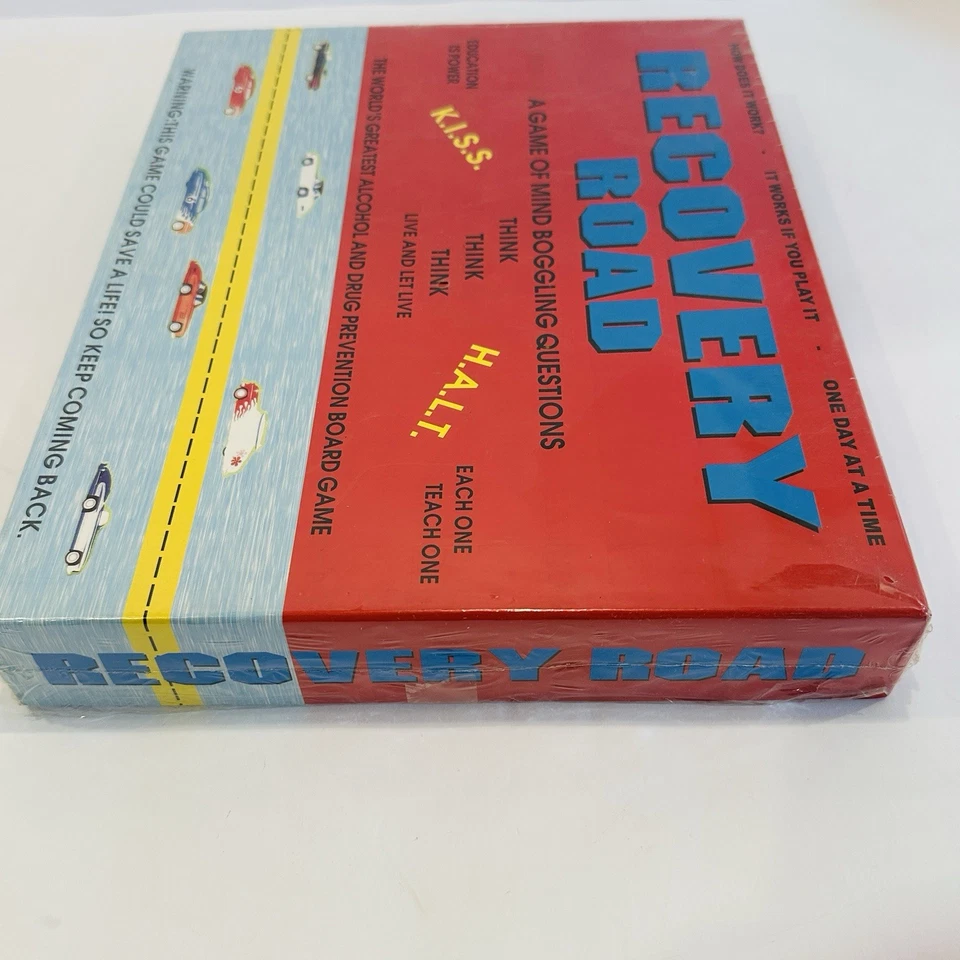 HOW DOES IT WORK? . IT WORKS IF YOU PLAY IT . ONE DAY AT A TIME
RECOVERY
ROAD
A GAME OF MIND BOGGLING QUESTIONS
EDUCATION
IS POWER
K.I.S.S.
THINK
THINK
THINK
LIVE AND LET LIVE
H.A.L.T.
EACH ONE
TEACH ONE
THE WORLD'S GREATEST ALCOHOL AND DRUG PREVENTION BOARD GAME
WARNING:THIS GAME COULD SAVE A LIFE! SO KEEP COMING BACK.
RECOVERY ROAD